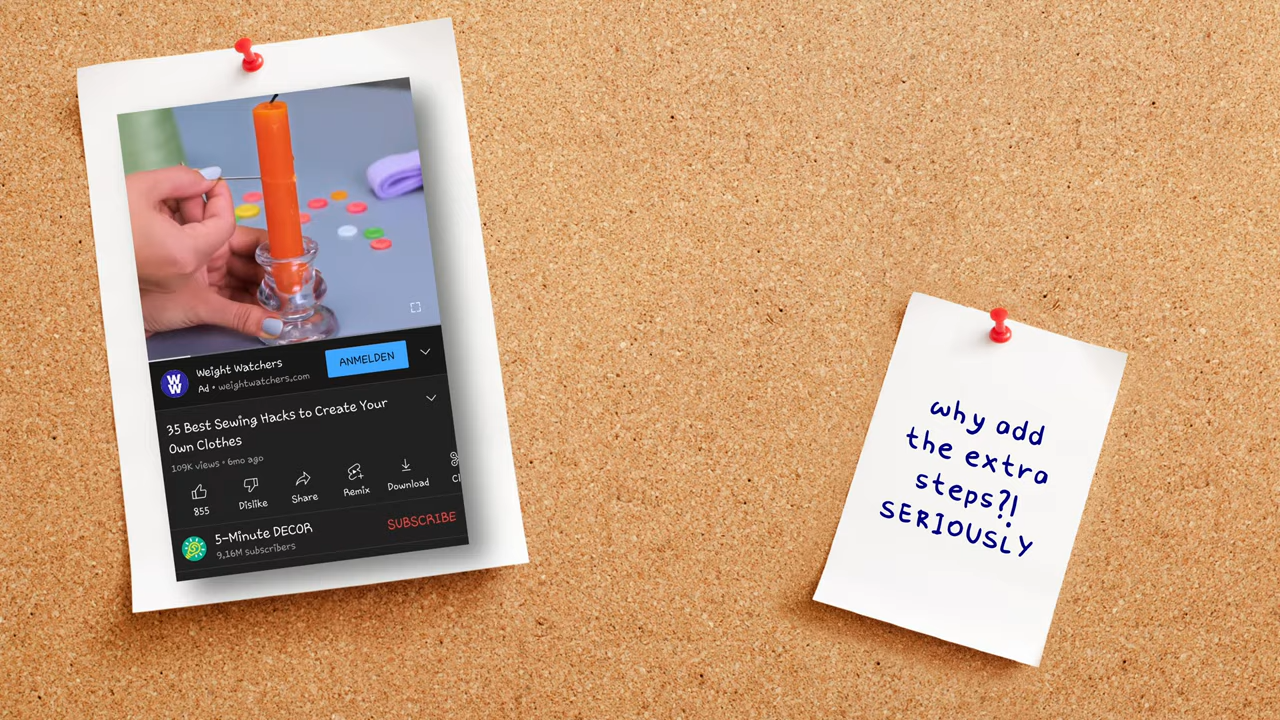 Weight Watchers
Ad • weightwatchers.com
ANMELDEN
35 Best Sewing Hacks to Create Your
Own Clothes
109K views • 6mo ago
855
Dislike
Share
Remix
Download
Cl
5-Minute DECOR
9,16M subscribers
SUBSCRIBE
why add
the extra
steps?!
SERIOUSLY